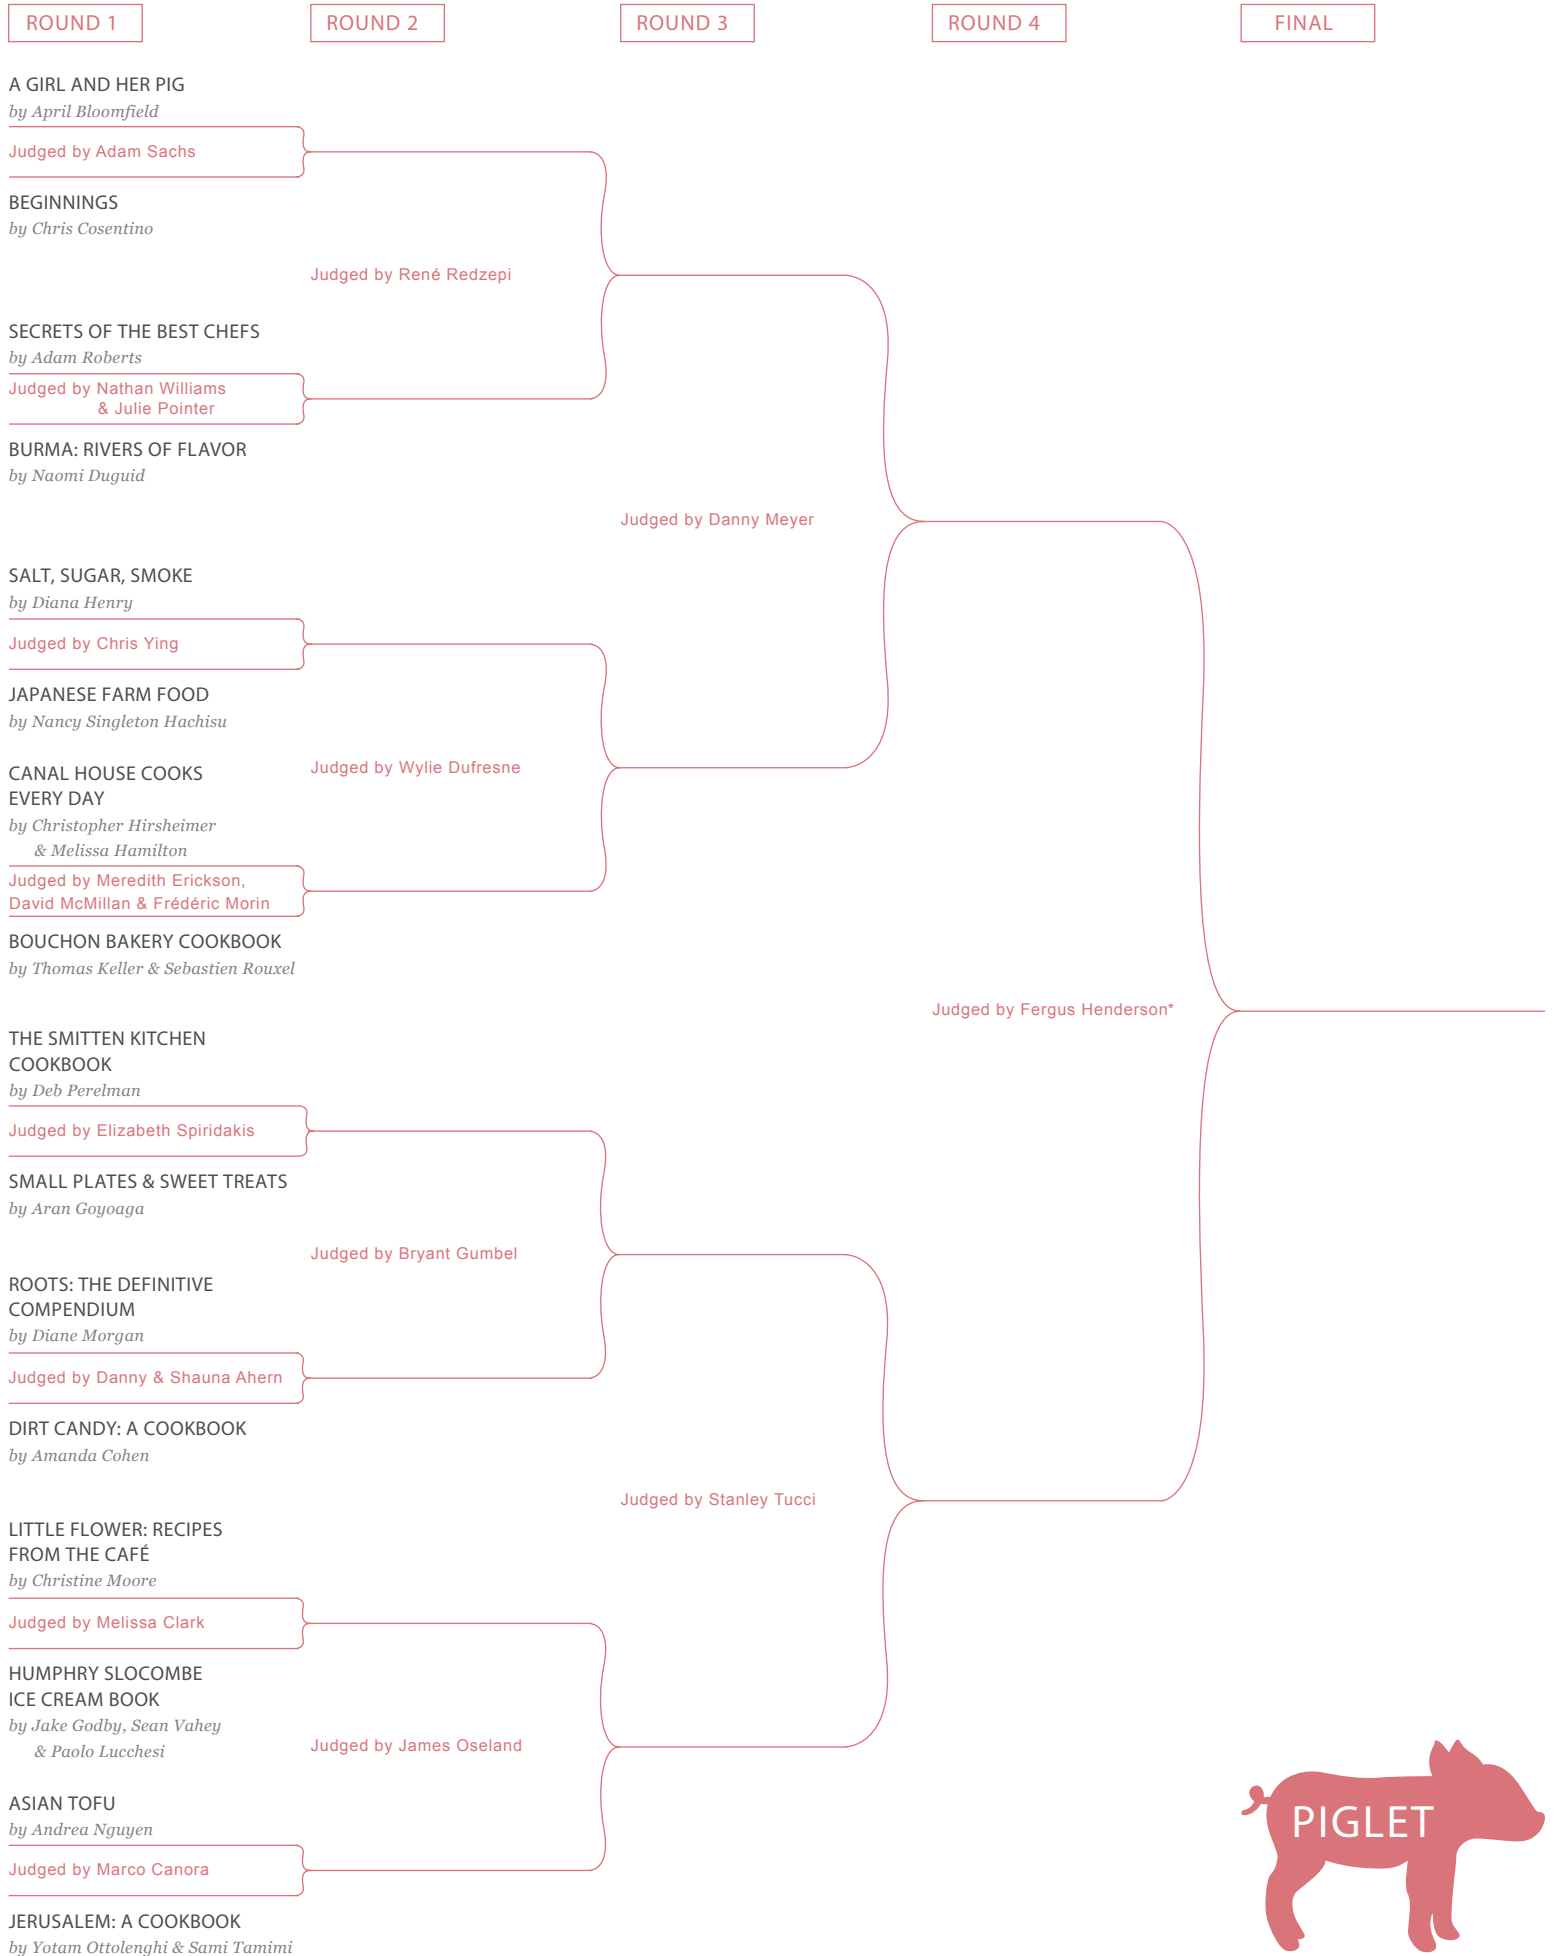 ROUND 1
ROUND 2
ROUND 3
ROUND 4
FINAL
A GIRL AND HER PIG
by April Bloomfield
Judged by Adam Sachs
BEGINNINGS
by Chris Cosentino
Judged by René Redzepi
SECRETS OF THE BEST CHEFS
by Adam Roberts
Judged by Nathan Williams
& Julie Pointer
BURMA: RIVERS OF FLAVOR
by Naomi Duguid
Judged by Danny Meyer
SALT, SUGAR, SMOKE
by Diana Henry
Judged by Chris Ying
JAPANESE FARM FOOD
by Nancy Singleton Hachisu
Judged by Wylie Dufresne
CANAL HOUSE COOKS
EVERY DAY
by Christopher Hirsheimer
& Melissa Hamilton
Judged by Meredith Erickson,
David McMillan & Frédéric Morin
BOUCHON BAKERY COOKBOOK
by Thomas Keller & Sebastien Rouxel
Judged by Fergus Henderson*
THE SMITTEN KITCHEN
COOKBOOK
by Deb Perelman
Judged by Elizabeth Spiridakis
SMALL PLATES & SWEET TREATS
by Aran Goyoaga
Judged by Bryant Gumbel
ROOTS: THE DEFINITIVE
COMPENDIUM
by Diane Morgan
Judged by Danny & Shauna Ahern
DIRT CANDY: A COOKBOOK
by Amanda Cohen
Judged by Stanley Tucci
LITTLE FLOWER: RECIPES
FROM THE CAFÉ
by Christine Moore
Judged by Melissa Clark
HUMPHRY SLOCOMBE
ICE CREAM BOOK
by Jake Godby, Sean Vahey
& Paolo Lucchesi
Judged by James Oseland
ASIAN TOFU
by Andrea Nguyen
Judged by Marco Canora
JERUSALEM: A COOKBOOK
by Yotam Ottolenghi & Sami Tamimi
PIGLET